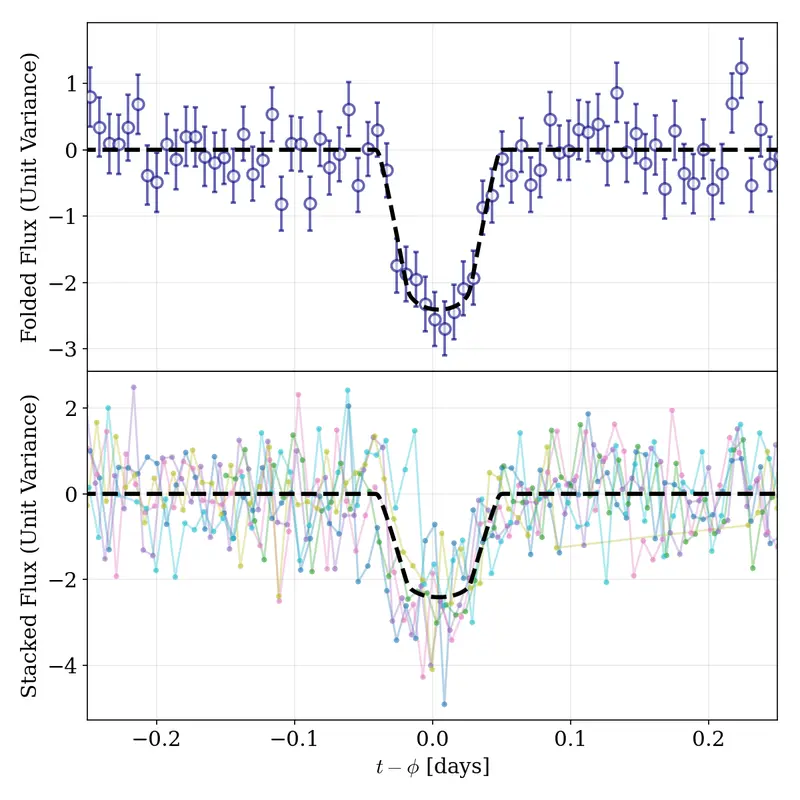 Folded Flux (Unit Variance)
1
0
−1
−2
−3
Stacked Flux (Unit Variance)
2
0
−2
−4
−0.2 −0.1 0.0 0.1 0.2
t − ϕ [days]